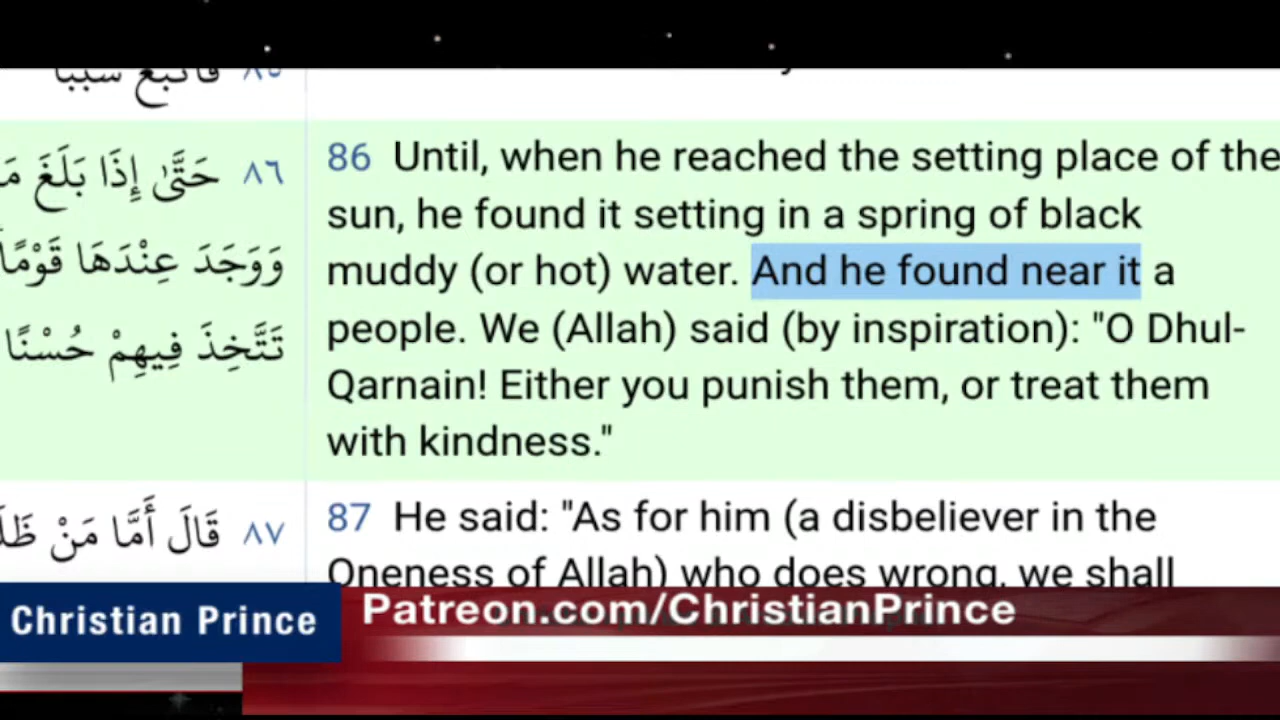 فَأَتْبَعَ سَبَبًا ٨٥
٨٦ حَتَّىٰ إِذَا بَلَغَ
وَوَجَدَ عِنْدَهَا قَوْمًا
تَتَّخِذَ فِيهِمْ حُسْنًا
86 Until, when he reached the setting place of the
sun, he found it setting in a spring of black
muddy (or hot) water. And he found near it a
people. We (Allah) said (by inspiration): "O Dhul-
Qarnain! Either you punish them, or treat them
with kindness."
٨٧ قَالَ أَمَّا مَنْ
87 He said: "As for him (a disbeliever in the
Oneness of Allah) who does wrong, we shall
Christian Prince
Patreon.com/ChristianPrince